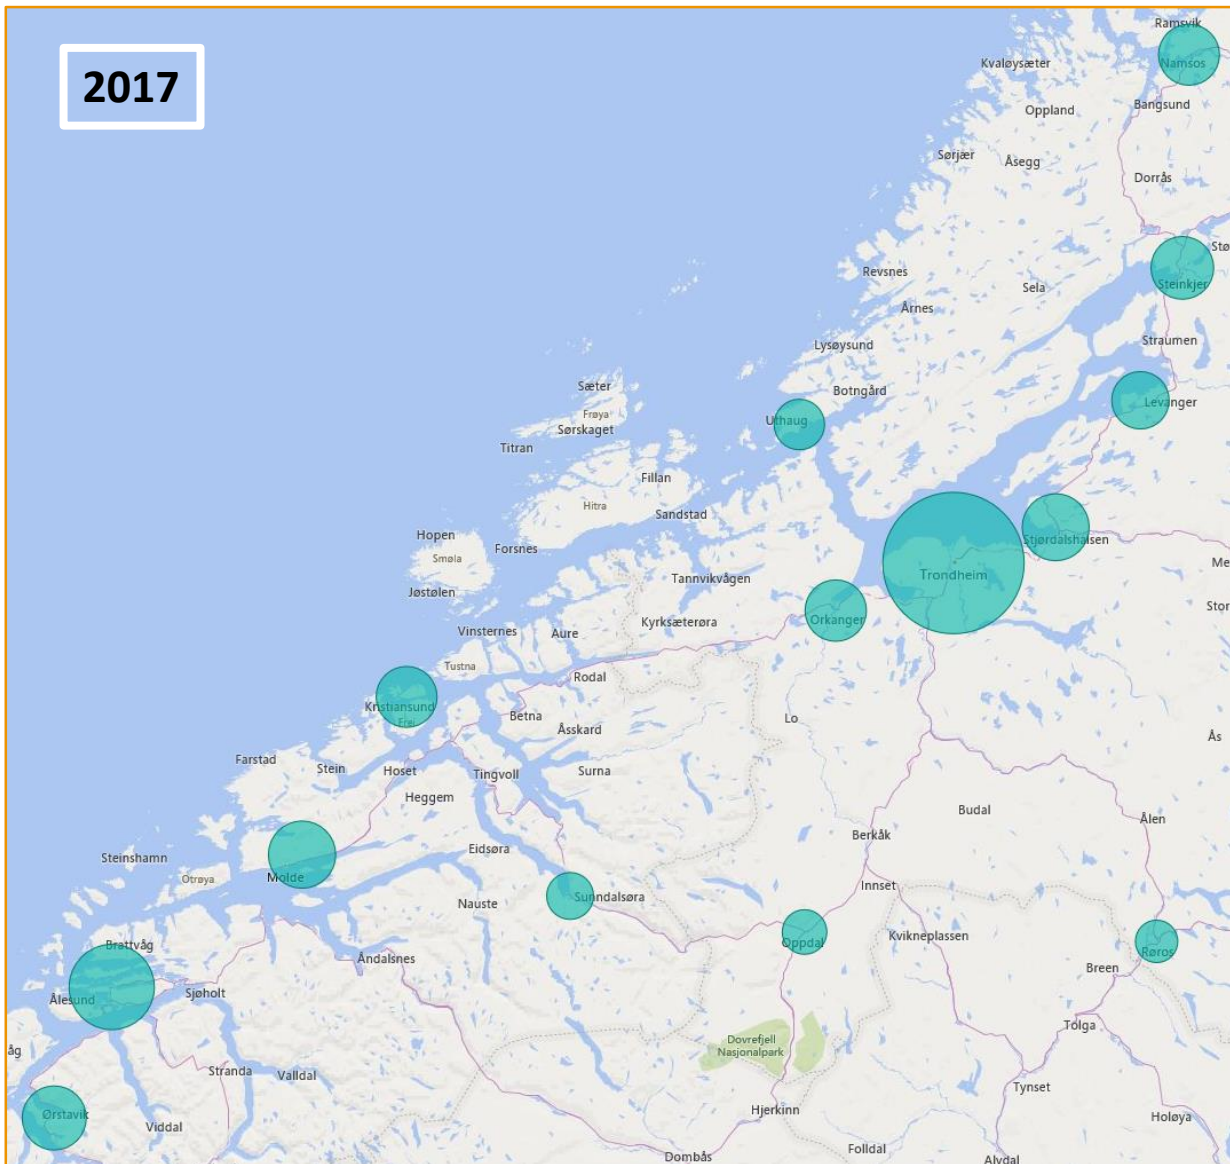 2017
Ramsvik
Kvaløysæter
Namsos
Oppland
Bangsund
Sørjær
Åsegg
Dorrås
Stø
Revsnes
Steinkjer
Sela
Årnes
Lysøysund
Straumen
Sæter
Botngård
Levanger
Frøya
Uthaug
Sørskaget
Titran
Fillan
Hitra
Sandstad
Hopen
Stjørdalshalsen
Forsnes
Smøla
Me
Trondheim
Tannvikvågen
Jøstølen
Stor
Orkanger
Kyrksæterøra
Vinsternes
Aure
Tustna
Rodal
Kristiansund
Frei
Betna
Lo
Åsskard
Ås
Farstad
Stein
Hoset
Tingvoll
Surna
Heggem
Budal
Ålen
Berkåk
Eidsøra
Steinshamn
Otrøya
Molde
Innset
Sunndalsøra
Nauste
Kvikneplassen
Oppdal
Brattvåg
Røros
Åndalsnes
Breen
Sjøholt
Ålesund
Tolga
Dovrefjell
Nasjonalpark
åg
Stranda
Valldal
Tynset
Hjerkinn
Ørstavik
Viddal
Holøya
Folldal
Dombås
Alvdal